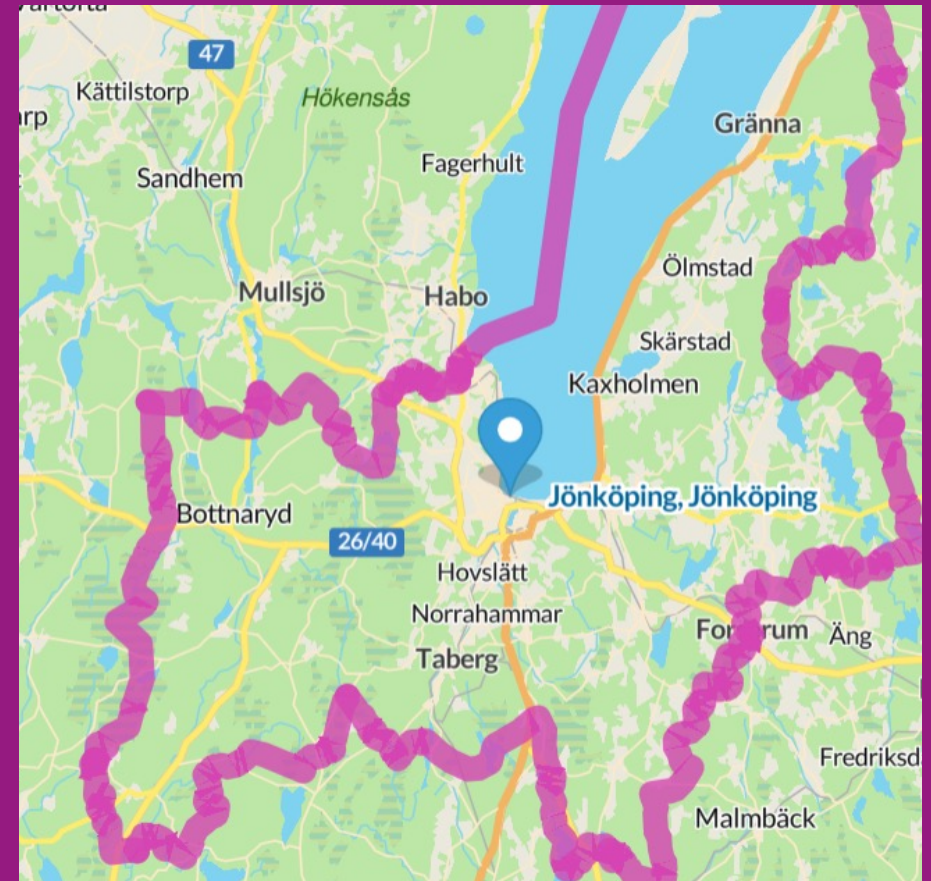 47
Kättilstorp
Hökensås
Gränna
Sandhem
Fagerhult
Ölmstad
Mullsjö
Habo
Skärstad
Kaxholmen
Jönköping, Jönköping
Bottnaryd
26/40
Hovslätt
Norrahammar
Äng
Taberg
Malmbäck